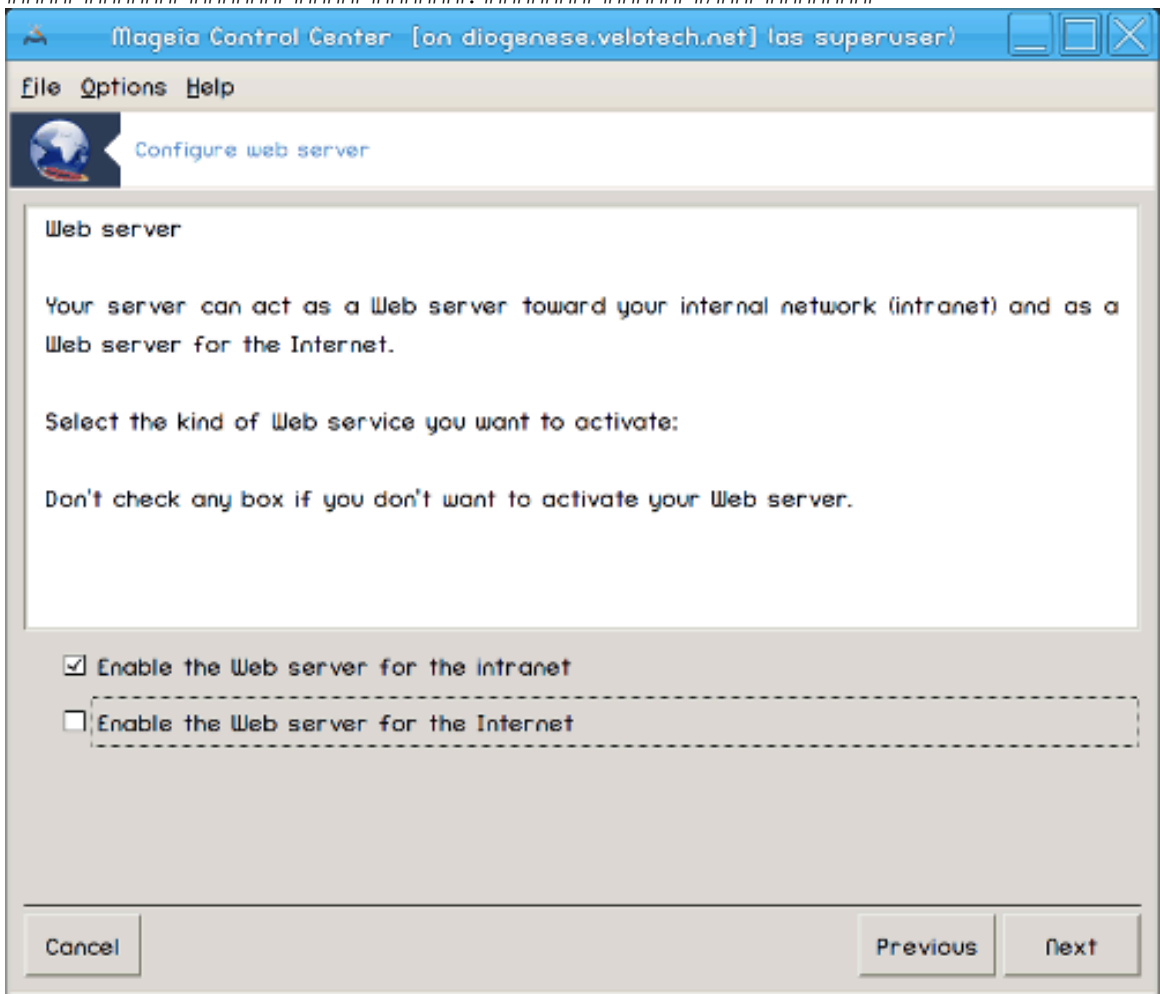 Mageia Control Center [on diogenese.velotech.net] (as superuser)
File Options Help
Configure web server
Web server
Your server can act as a Web server toward your internal network (intranet) and as a
Web server for the Internet.
Select the kind of Web service you want to activate:
Don't check any box if you don't want to activate your Web server.
Enable the Web server for the intranet
Enable the Web server for the Internet
Cancel Previous Next